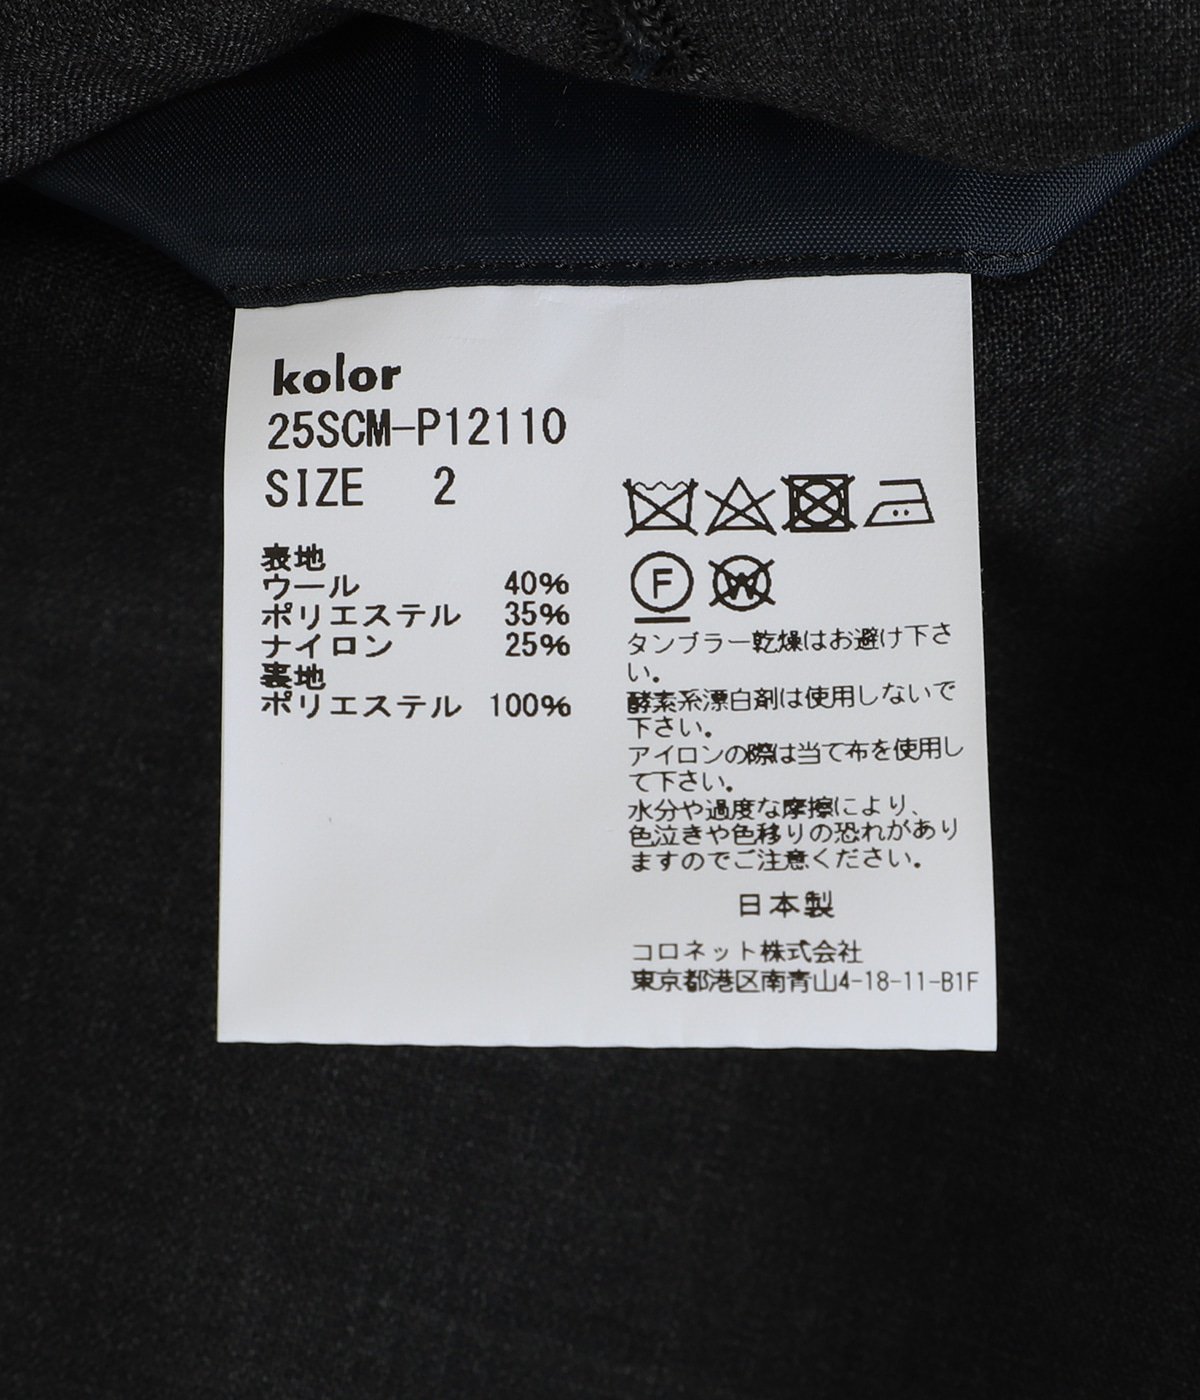 kolor
25SCM-P12110
SIZE 2
表地
ウール 40%
ポリエステル 35%
ナイロン 25%
裏地
ポリエステル 100%
F
W
タンブラー乾燥はお避け下さ
い。
酵素系漂白剤は使用しないで
下さい。
アイロンの際は当て布を使用し
て下さい。
水分や過度な摩擦により、
色泣きや色移りの恐れがあり
ますのでご注意ください。
日本製
コロネット株式会社
東京都港区南青山4-18-11-B1F